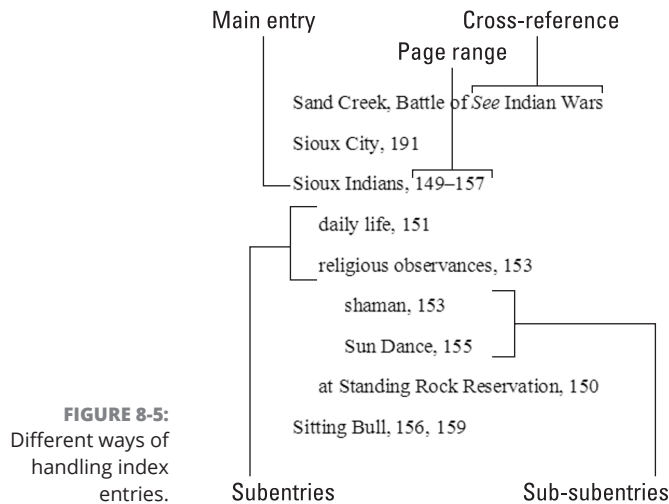 Main entry
Cross-reference
Page range
Sand Creek, Battle of See Indian Wars
Sioux City, 191
Sioux Indians, 149–157
daily life, 151
religious observances, 153
shaman, 153
Sun Dance, 155
at Standing Rock Reservation, 150
Sitting Bull, 156, 159
FIGURE 8-5:
Different ways of
handling index
entries.
Subentries
Sub-subentries